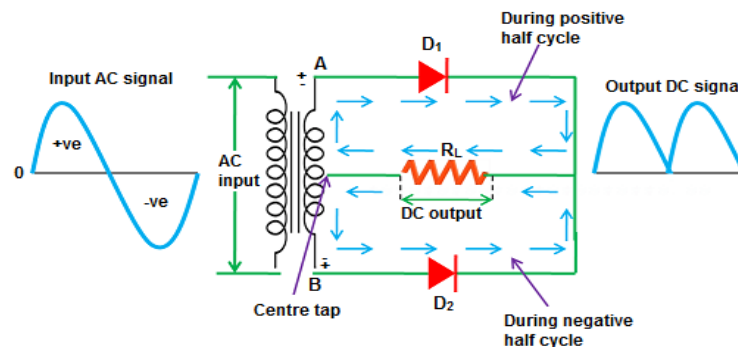 During positive
half cycle
Input AC signal
+ve
0
-ve
AC
input
A
+
-
D1
RL
DC output
-
+
B
D2
Centre tap
During negative
half cycle
Output DC signal